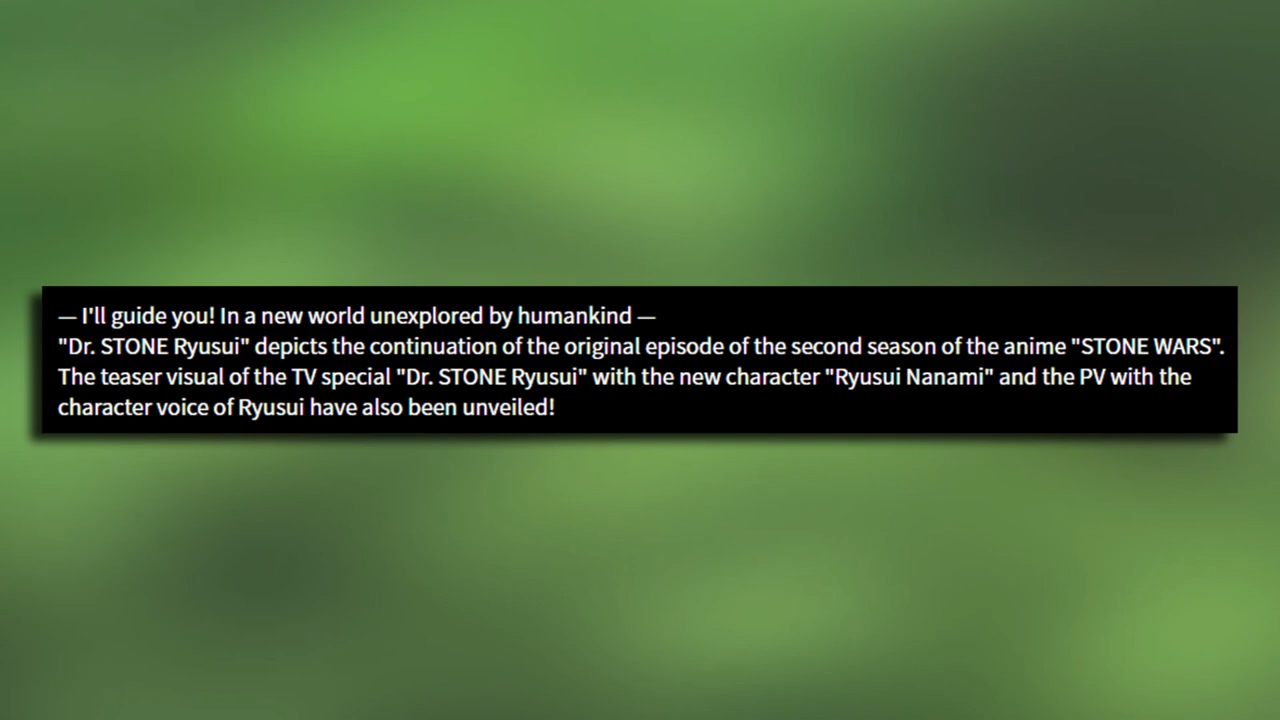 — I'll guide you! In a new world unexplored by humankind —
"Dr. STONE Ryusui" depicts the continuation of the original episode of the second season of the anime "STONE WARS".
The teaser visual of the TV special "Dr. STONE Ryusui" with the new character "Ryusui Nanami" and the PV with the
character voice of Ryusui have also been unveiled!